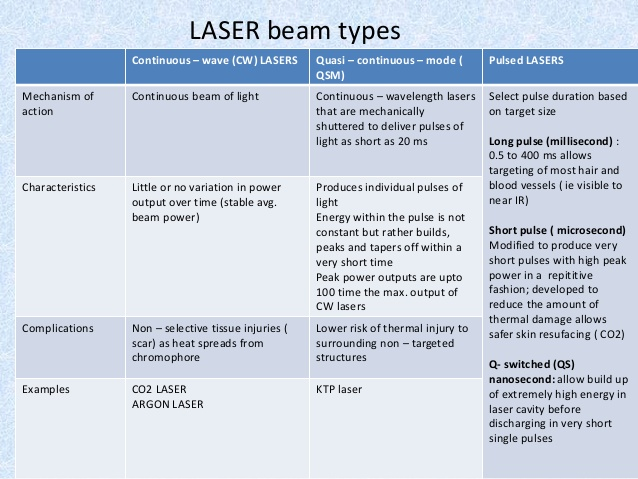 LASER beam types
Continuous – wave (CW) LASERS
Quasi – continuous – mode (
QSM)
Pulsed LASERS
Mechanism of
action
Continuous beam of light
Continuous – wavelength lasers
that are mechanically
shuttered to deliver pulses of
light as short as 20 ms
Select pulse duration based
on target size
Long pulse (millisecond) :
0.5 to 400 ms allows
targeting of most hair and
blood vessels ( ie visible to
near IR)
Short pulse ( microsecond)
Modified to produce very
short pulses with high peak
power in a repititive
fashion; developed to
reduce the amount of
thermal damage allows
safer skin resufacing ( CO2)
Q- switched (QS)
nanosecond: allow build up
of extremely high energy in
laser cavity before
discharging in very short
single pulses
Characteristics
Little or no variation in power
output over time (stable avg.
beam power)
Produces individual pulses of
light
Energy within the pulse is not
constant but rather builds,
peaks and tapers off within a
very short time
Peak power outputs are upto
100 time the max. output of
CW lasers
Complications
Non – selective tissue injuries (
scar) as heat spreads from
chromophore
Lower risk of thermal injury to
surrounding non – targeted
structures
Examples
CO2 LASER
ARGON LASER
KTP laser